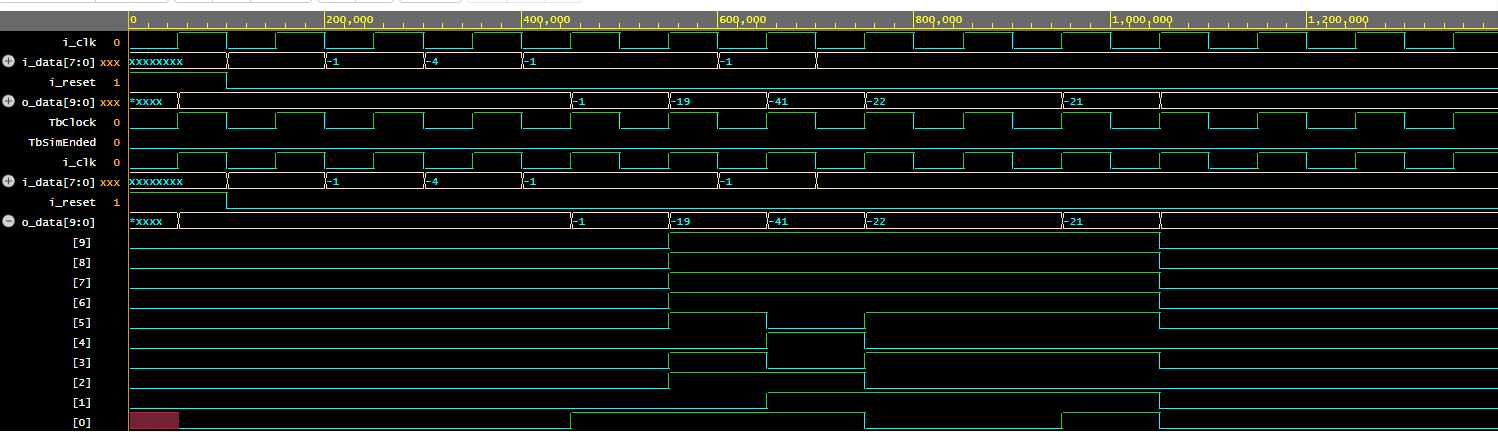 0 200,000 400,000 600,000 800,000 1,000,000 1,200,000
i_clk 0
i_data[7:0] xxx xxxxxxxx -1 -4 -1 -1
i_reset 1
o_data[9:0] xxx *xxxx -1 -19 -41 -22 -21
TbClock 0
TbSimEnded 0
i_clk 0
i_data[7:0] xxx xxxxxxxx -1 -4 -1 -1
i_reset 1
o_data[9:0] *xxxx -1 -19 -41 -22 -21
[9]
[8]
[7]
[6]
[5]
[4]
[3]
[2]
[1]
[0]